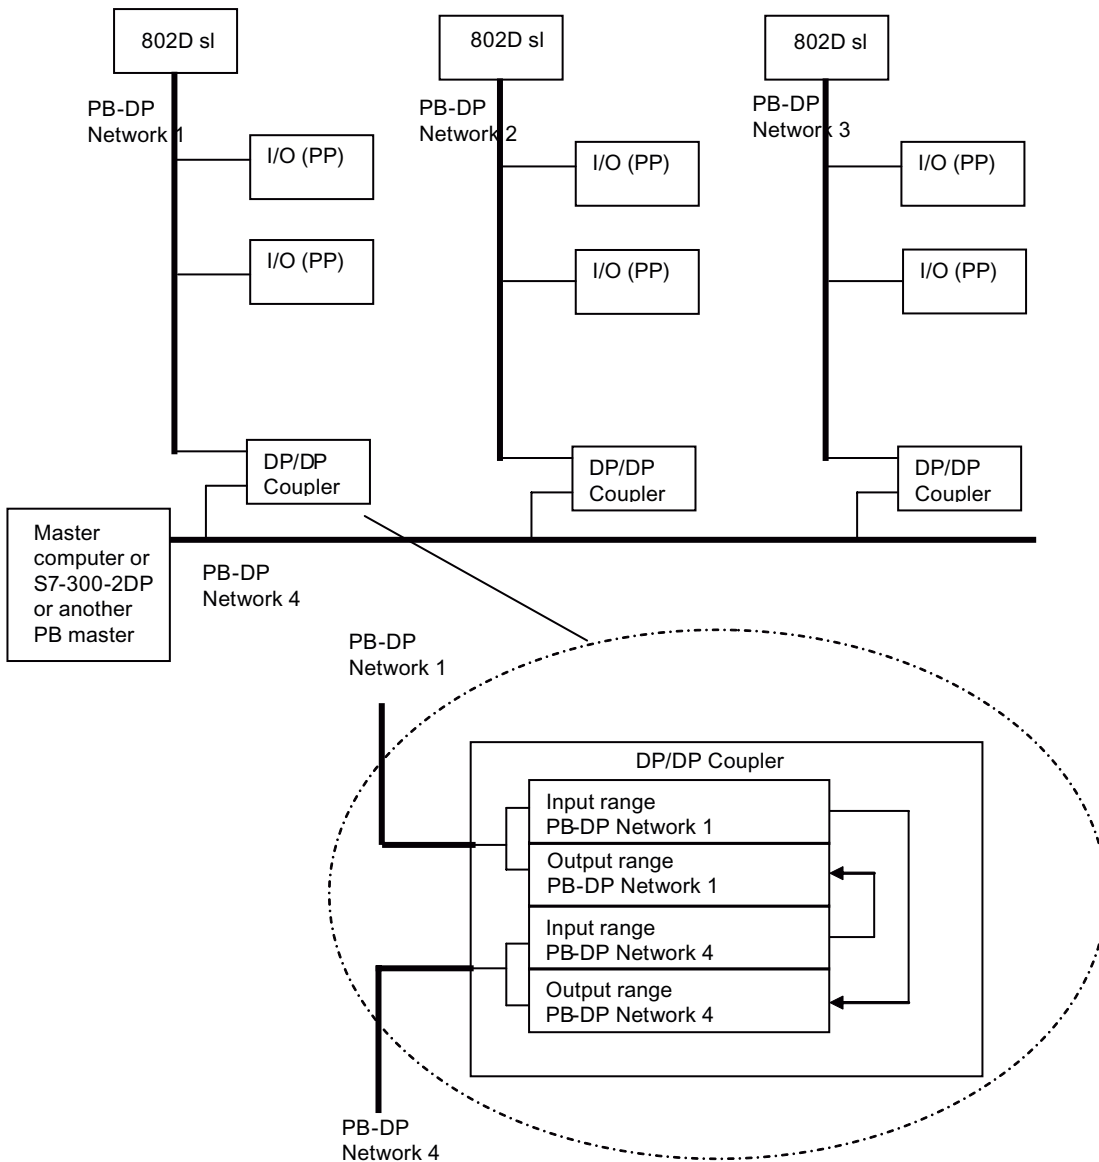 802D sl
802D sl
802D sl
PB-DP
Network 1
PB-DP
Network 2
PB-DP
Network 3
I/O (PP)
I/O (PP)
I/O (PP)
I/O (PP)
I/O (PP)
I/O (PP)
DP/DP
Coupler
DP/DP
Coupler
DP/DP
Coupler
Master
computer or
S7-300-2DP
or another
PB master
PB-DP
Network 4
PB-DP
Network 1
DP/DP Coupler
Input range
PB-DP Network 1
Output range
PB-DP Network 1
Input range
PB-DP Network 4
Output range
PB-DP Network 4
PB-DP
Network 4